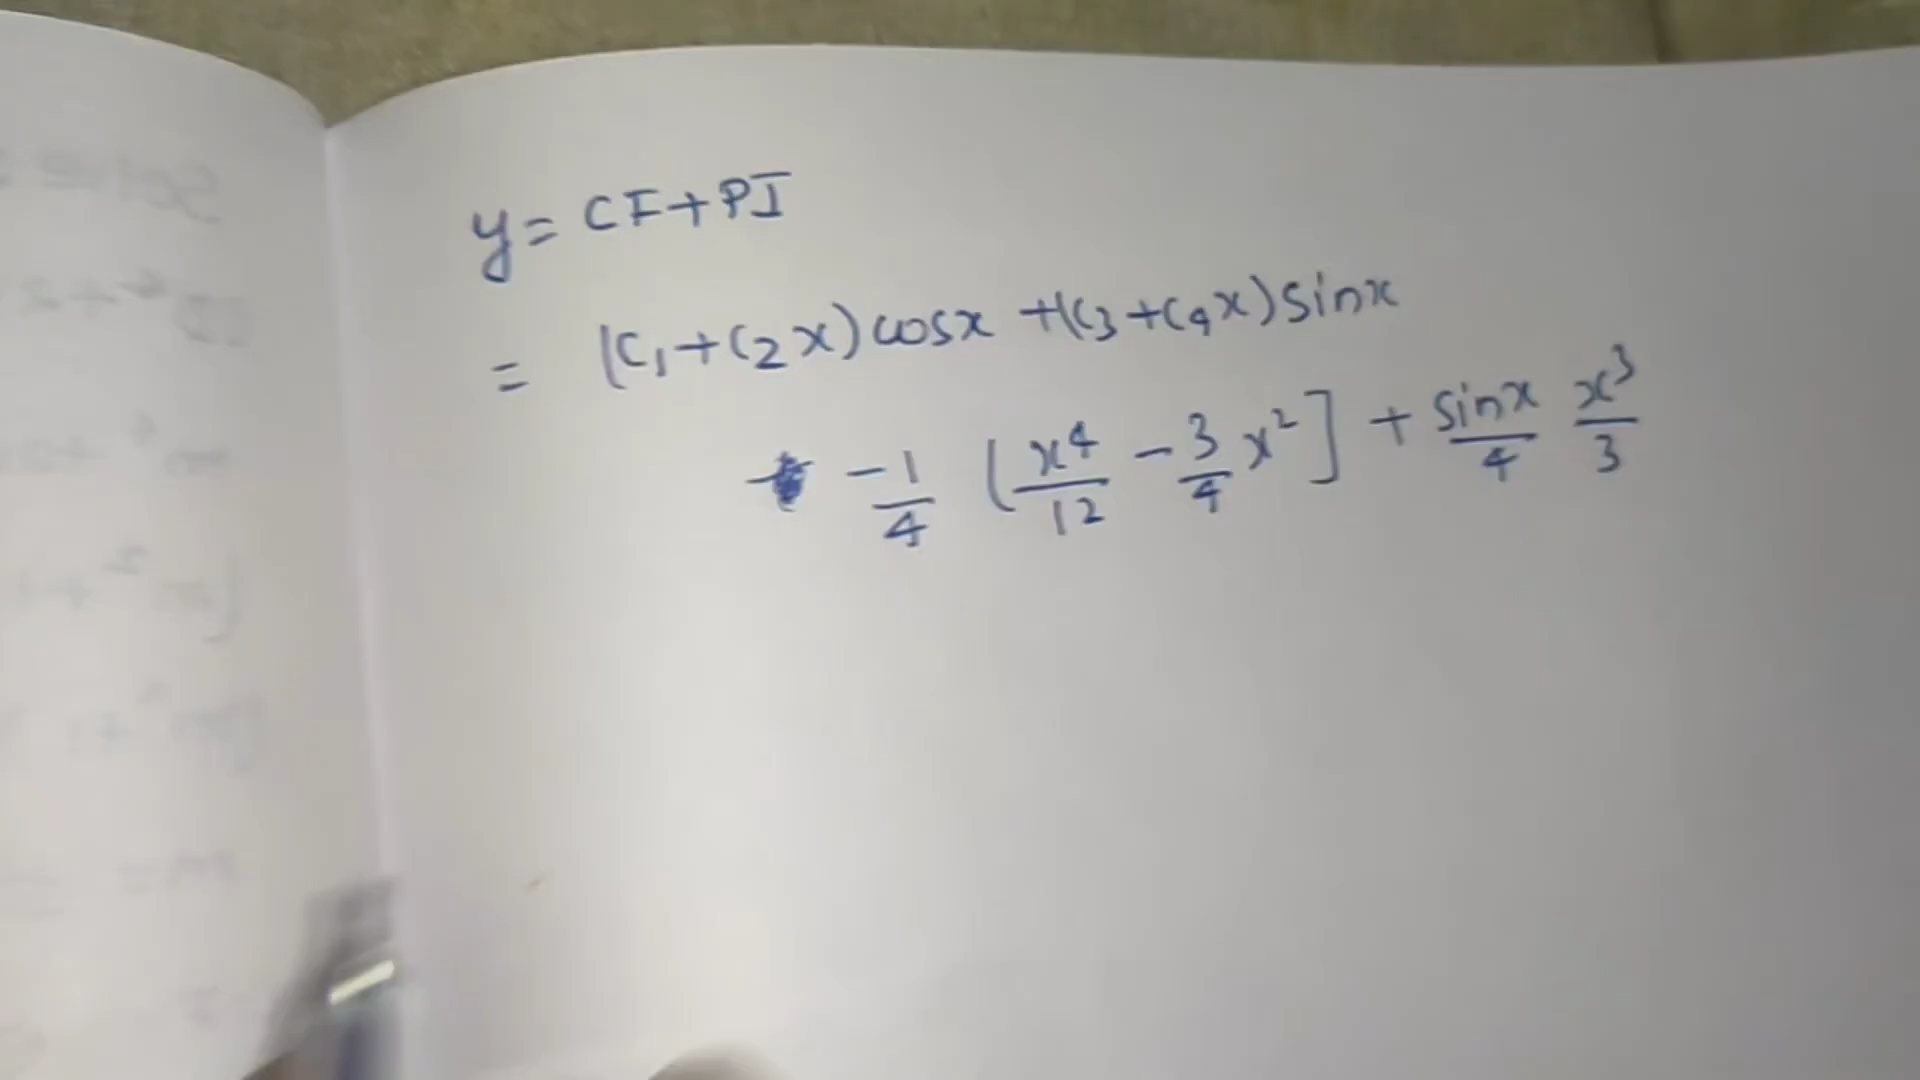 y = CF + PI
= (c₁ + c₂x) cosx + (c₃ + c₄x) sinx
-1/4 (x⁴/12 - 3/4 x²] + sinx/4 x³/3